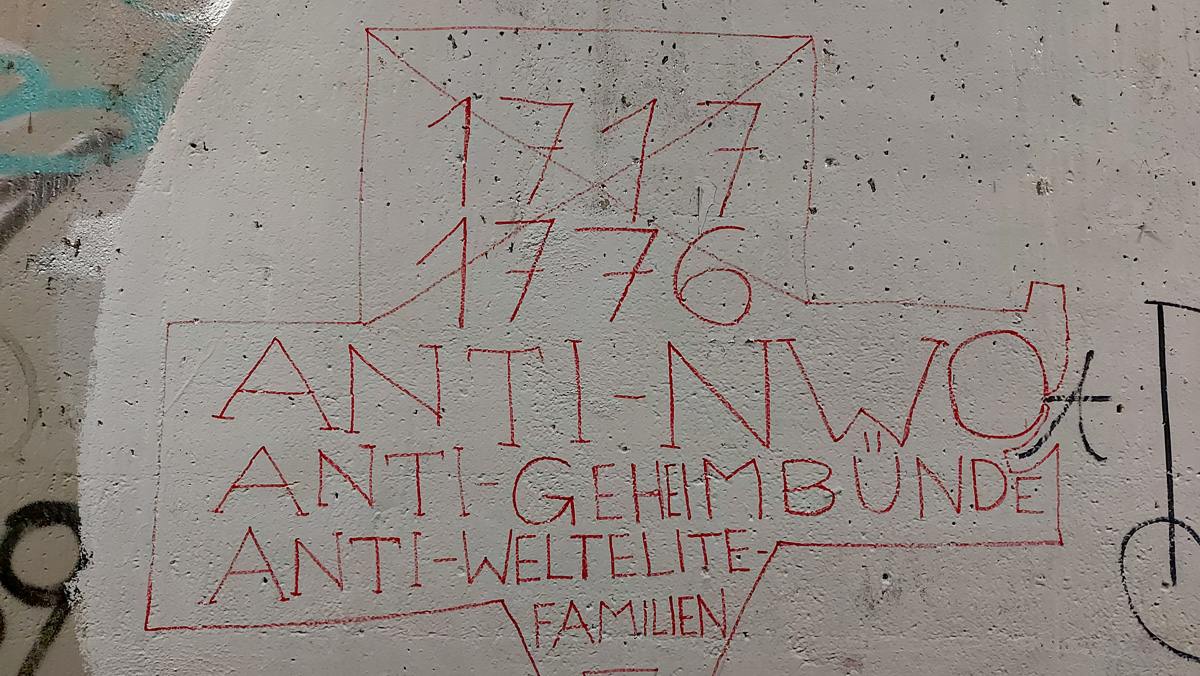 1717
1776
ANTI-NWO
ANTI-GEHEIMBÜNDE
ANTI-WELTELITE-
FAMILIEN